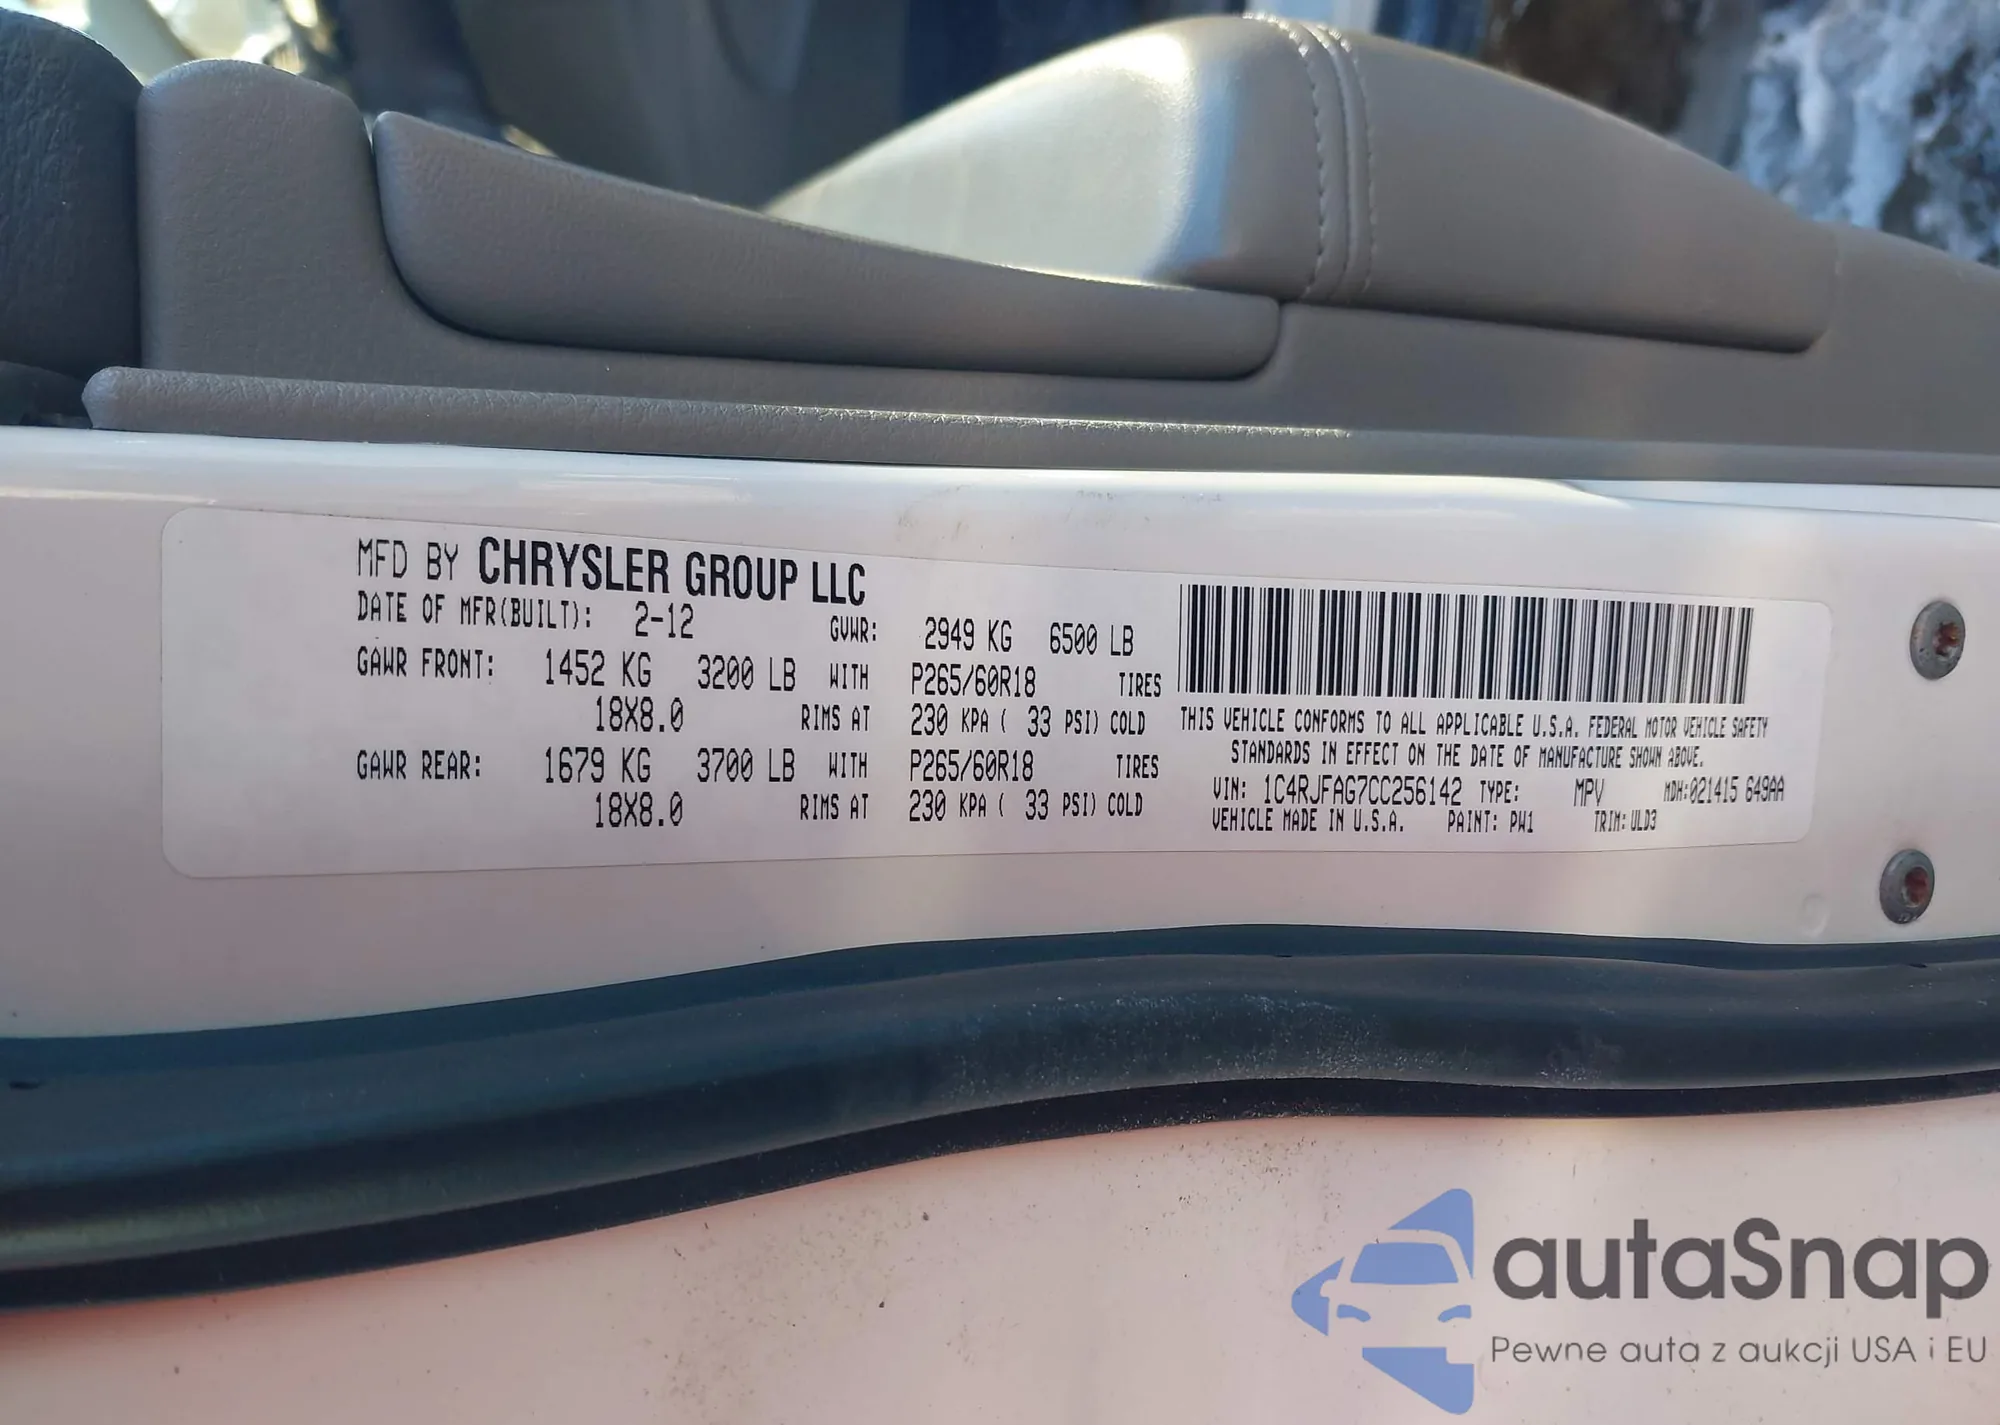 MFD BY CHRYSLER GROUP LLC
DATE OF MFR(BUILT): 2-12 GVWR: 2949 KG 6500 LB
GAWR FRONT: 1452 KG 3200 LB WITH P265/60R18 TIRES
18X8.0 RIMS AT 230 KPA ( 33 PSI) COLD
GAWR REAR: 1679 KG 3700 LB WITH P265/60R18 TIRES
18X8.0 RIMS AT 230 KPA ( 33 PSI) COLD
THIS VEHICLE CONFORMS TO ALL APPLICABLE U.S.A. FEDERAL MOTOR VEHICLE SAFETY
STANDARDS IN EFFECT ON THE DATE OF MANUFACTURE SHOWN ABOVE.
VIN: 1C4RJFAG7CC256142 TYPE: MPV MDH:021415 649AA
VEHICLE MADE IN U.S.A. PAINT: PW1 TRIM: ULD3
autaSnap
Pewne auta z aukcji USA i EU